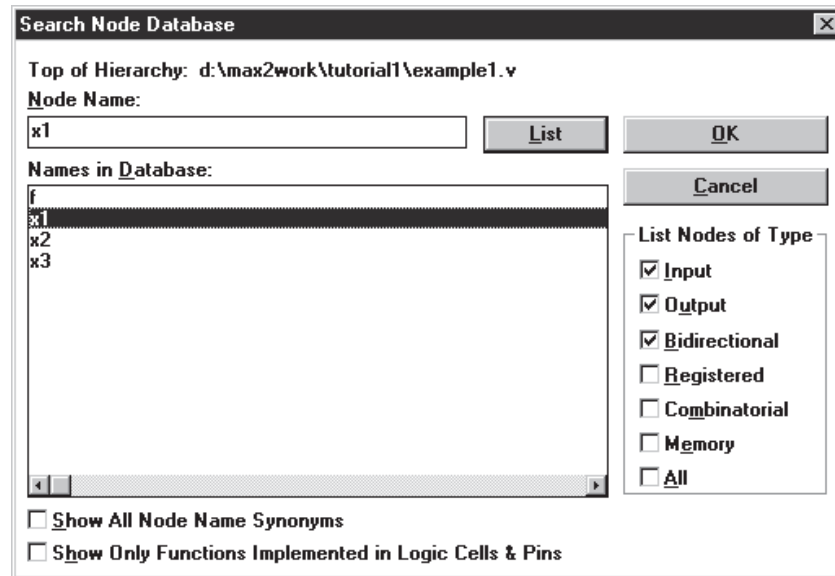 Search Node Database
Top of Hierarchy: d:\max2work\tutorial1\example1.v
Node Name:
x1
List
OK
Names in Database:
f
x1
x2
x3
Cancel
List Nodes of Type
Input
Output
Bidirectional
Registered
Combinatorial
Memory
All
Show All Node Name Synonyms
Show Only Functions Implemented in Logic Cells & Pins